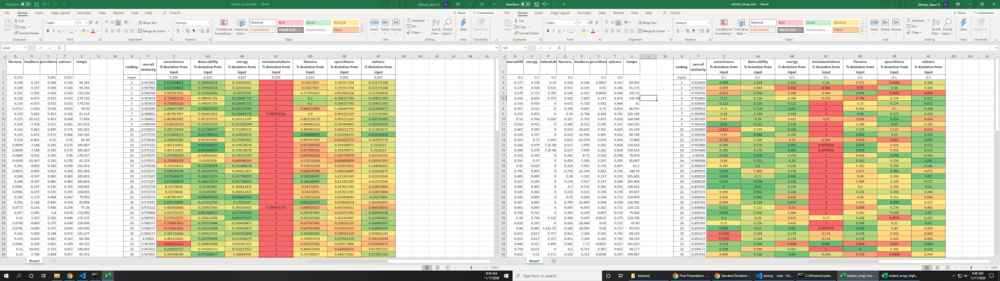 AutoSave Off ranked_songs_high - Saved Gilman, Jason A GJ
File Home Insert Page Layout Formulas Data Review View Help Search Share Comments
Paste Cut Copy Format Painter Calibri 11 Wrap Text Merge & Center General Conditional Formatting Format as Table Normal Bad Good Neutral Calculation Check Cell Explanatory ... Input Insert Delete Format AutoSum Fill Clear Sort & Filter Find & Select Ideas Sensitivity
Clipboard Font Alignment Number Styles Cells Editing Ideas Sensitivity
AG6
Q R S T U V W X Y Z AA AB AC AD AE AF AG AH AI AJ AK AL
1 liveness loudness peechines valence tempo ranking overall similarity acousticness % deviation from input danceability % deviation from input energy % deviation from input instrumentalness % deviation from input liveness % deviation from input speechiness % deviation from input valence % deviation from input
2 0.215 - 0.841 0.837 - input - 0.189 0.837 0.837 0.159 0.215 0.841 0.837
3 0.104 -9.197 0.508 0.566 94.241 1 0.987965 0.021164021 0.189964158 0.328554361 1 0.51627907 0.395957194 0.323775388
4 0.104 -9.197 0.508 0.566 94.241 2 0.987965 0.021164021 0.189964158 0.328554361 1 0.51627907 0.395957194 0.323775388
5 0.135 -5.962 0.458 0.563 139.226 3 0.986398 0.501587302 0.223416965 0.23655914 1 0.372093023 0.455410226 0.327359618
6 0.258 -6.873 0.615 0.632 174.516 4 0.985659 0.716402116 0.340501792 0.126642772 1 0.2 0.268727705 0.244922342
7 0.258 -6.873 0.615 0.632 174.516 5 0.985659 0.716402116 0.340501792 0.126642772 1 0.2 0.268727705 0.244922342
8 0.0713 -5.916 0.516 0.659 90.09 6 0.982896 0.248677249 0.106332139 0.105137395 1 0.668372093 0.386444709 0.212664277
9 0.129 -5.085 0.453 0.568 81.114 7 0.980481 0.407407407 0.356033453 0.126642772 0.999992516 0.4 0.461355529 0.321385902
10 0.115 -10.512 0.459 0.684 77.058 8 0.980451 0.481481481 0.455197133 0.383512545 1 0.465116279 0.454221165 0.182795699
11 0.314 -7.438 0.553 0.665 167.911 9 0.980398 0.518518519 0.259259259 0.253285544 1 0.460465116 0.342449465 0.205495818
12 0.116 -9.802 0.449 0.571 141.052 10 0.978992 0.285714286 0.113500597 0.352449223 1 0.460465116 0.466111772 0.317801673
13 0.219 -5.871 0.571 0.886 120.165 11 0.977278 0.232804233 0.022700119 0.264038232 1 0.018604651 0.321046373 0.058542413
14 0.114 -6.851 0.35 0.55 81.44 12 0.976616 0.264550265 0.451612903 0.275985663 1 0.469767442 0.583828775 0.342891278
15 0.0694 -7.148 0.543 0.575 109.867 13 0.975222 0.402116402 0.003584229 0.334528076 1 0.677209302 0.354340071 0.3130227
16 0.0694 -7.148 0.543 0.575 109.867 14 0.975222 0.402116402 0.003584229 0.334528076 1 0.677209302 0.354340071 0.3130227
17 0.0668 -4.591 0.345 0.45 170.337 15 0.974973 0.253968254 0.420549582 0.278375149 1 0.689302326 0.589774078 0.462365591
18 0.0924 -19.367 0.282 0.378 81.321 16 0.974971 0.735449735 0.45041816 0.649940263 1 0.570232558 0.664684899 0.548387097
19 0.101 -4.802 0.418 0.549 192.031 17 0.974198 0.391534392 0.112305854 0.211469534 1 0.530232558 0.502972652 0.344086022
20 0.0673 -8.009 0.422 0.564 102.841 18 0.973575 0.148148148 0.143369176 0.360812425 1 0.686976744 0.498216409 0.326164875
21 0.246 -4.547 0.485 0.483 189.891 19 0.973107 0.079365079 0.106332139 0.157706093 1 0.144186047 0.423305589 0.422939068
22 0.246 -4.547 0.485 0.483 189.891 20 0.973107 0.079365079 0.106332139 0.157706093 1 0.144186047 0.423305589 0.422939068
23 0.0981 -8.197 0.515 0.395 150.055 21 0.972778 0.35978836 0.21385902 0.360812425 1 0.54372093 0.387633769 0.528076464
24 0.0981 -8.197 0.515 0.395 150.055 22 0.972778 0.35978836 0.21385902 0.360812425 1 0.54372093 0.387633769 0.528076464
25 0.329 -5.175 0.484 0.642 79.982 23 0.972571 0.407407407 0.068100358 0.034647551 1 0.530232558 0.424494649 0.23297491
26 0.201 -5.318 0.445 0.434 83.098 24 0.971815 0.095238095 0.215053763 0.17921147 1 0.065116279 0.470868014 0.481481481
27 0.0772 -8.191 0.448 0.296 97.26 25 0.971532 0.465608466 0.336917563 0.364396655 0.999973774 0.640930233 0.467300832 0.646356033
28 0.157 -5.585 0.4 0.678 132.906 26 0.970484 0.322751323 0.097968937 0.077658303 1 0.269767442 0.524375743 0.189964158
29 0.15 -3.367 0.503 0.648 172.233 27 0.969701 0.575132275 0.338112306 0.059737157 1 0.302325581 0.401902497 0.225806452
30 0.0796 -4.669 0.375 0.698 158.896 28 0.968337 0.730687831 0.192353644 0.309438471 1 0.629767442 0.554102259 0.166069295
31 0.0796 -4.669 0.375 0.698 158.896 29 0.968337 0.730687831 0.192353644 0.309438471 1 0.629767442 0.554102259 0.166069295
32 0.163 -5.808 0.344 0.472 143.477 30 0.968173 0.285714286 0.290322581 0.192353644 1 0.241860465 0.590963139 0.436081243
33 0.131 -6.616 0.641 0.363 84.766 31 0.96801 0.402116402 0.182795699 0.273596177 1 0.390697674 0.237812128 0.566308244
34 0.0941 -8.208 0.455 0.309 80.322 32 0.967687 0.991111111 0.304659498 0.416965352 1 0.562325581 0.458977408 0.630824373
35 0.11 -10.001 0.319 0.437 149.683 33 0.967622 0.216931217 0.394265233 0.311827957 1 0.488372093 0.620689655 0.477897252
36 0.13 -7.764 0.464 0.657 95.591 34 0.967601 0.349206349 0.075268817 0.48864994 1 0.395348837 0.448275862 0.215053763
Sheet1
100%
8:48 AM
11/17/2020
AutoSave Off ranked_songs_low - Saved Gilman, Jason A GJ
File Home Insert Page Layout Formulas Data Review View Help Search Share Comments
Paste Cut Copy Format Painter Calibri 11 Wrap Text Merge & Center General Conditional Formatting Format as Table Normal Bad Good Neutral Calculation Check Cell Explanatory ... Input Insert Delete Format AutoSum Fill Clear Sort & Filter Find & Select Ideas Sensitivity
Clipboard Font Alignment Number Styles Cells Editing Ideas Sensitivity
V6
N O P Q R S T U V W X Y Z AA AB AC AD AE AF AG AH AI
1 lanceabilit energy trumentaln liveness loudness peechines valence tempo ranking overall similarity acousticness % deviation from input danceability % deviation from input energy % deviation from input instrumentalness % deviation from input liveness % deviation from input speechiness % deviation from input valence % deviation from input
2 0.5 0.5 0.5 0.5 - 0.5 0.5 - input - 0.5 0.5 0.5 0.5 0.5 0.5 0.5
3 0.577 0.578 0.59 0.264 -9.146 0.0907 0.367 84.963 1 0.921809 0.094 0.154 0.156 0.18 0.472 0.8186 0.266
4 0.278 0.928 0.953 0.955 -8.131 0.41 0.346 81.175 2 0.919167 0.498 0.444 0.856 0.906 0.91 0.18 0.308
5 0.579 0.772 0.742 0.548 -9.387 0.0419 0.948 143.73 3 0.918338 0.652 0.158 0.544 0.484 0.096 0.9162 0.896
6 0.618 0.693 0.759 0.101 -7.889 0.333 0.439 143.98 4 0.916683 0.12 0.236 0.386 0.518 0.798 0.334 0.122
7 0.558 0.439 0 0.675 -9.728 0.413 0.464 82 5 0.910566 0.122 0.116 0.122 1 0.35 0.174 0.072
8 0.567 0.525 0 0.708 -9.043 0.75 0.416 86.935 6 0.909653 0.33 0.134 0.05 1 0.416 0.5 0.168
9 0.592 0.403 0 0.54 -8.768 0.414 0.391 105.169 7 0.909498 0.24 0.184 0.194 1 0.08 0.172 0.218
10 0.59 0.706 0.165 0.187 -5.703 0.472 0.818 164.964 8 0.907369 0.47 0.18 0.412 0.67 0.626 0.056 0.636
11 0.556 0.432 0 0.308 -8.551 0.545 0.352 164.235 9 0.906328 0.01 0.112 0.136 1 0.384 0.09 0.296
12 0.667 0.447 0 0.612 -14.625 0.761 0.829 83.534 10 0.904889 0.832 0.334 0.106 1 0.224 0.522 0.658
13 0.524 0.397 0 0.521 -11.936 0.405 0.552 80.744 11 0.904148 0.49 0.048 0.206 1 0.042 0.19 0.104
14 0.358 0.77 0.847 0.812 -11.074 0.074 0.458 72.064 12 0.903917 0.726 0.284 0.54 0.694 0.624 0.852 0.084
15 0.588 0.479 7.2E-06 0.527 -7.039 0.281 0.434 150.414 13 0.903488 0.208 0.176 0.042 0.9999856 0.054 0.438 0.132
16 0.588 0.479 7.2E-06 0.527 -7.039 0.281 0.434 150.414 14 0.903488 0.208 0.176 0.042 0.9999856 0.054 0.438 0.132
17 0.514 0.393 0 0.282 -8.72 0.529 0.598 78.039 15 0.90304 0.116 0.028 0.214 1 0.436 0.058 0.196
18 0.551 0.57 0 0.424 -7.385 0.351 0.505 85.687 16 0.900988 0.44 0.102 0.14 1 0.152 0.298 0.01
19 0.45 0.619 0 0.319 -7.412 0.372 0.427 83.3 17 0.900029 0.342 0.1 0.238 1 0.362 0.256 0.146
20 0.741 0.402 0 0.736 -12.504 0.452 0.736 148.24 18 0.899955 0.034 0.482 0.196 1 0.472 0.096 0.472
21 0.605 0.469 0 0.28 -3.182 0.327 0.515 101.601 19 0.898538 0.026 0.21 0.062 1 0.44 0.346 0.03
22 0.527 0.554 0 0.276 -7.917 0.337 0.586 105.904 20 0.898358 0.058 0.054 0.108 1 0.448 0.326 0.172
23 0.495 0.403 0 0.7 -9.731 0.301 0.555 140.415 21 0.897942 0 0.01 0.194 1 0.4 0.398 0.11
24 0.526 0.583 0 0.372 -9.172 0.376 0.378 89.837 22 0.897173 0.398 0.052 0.166 1 0.256 0.248 0.244
25 0.541 0.809 0 0.72 -4.286 0.324 0.753 120.094 23 0.896956 0.416 0.082 0.618 1 0.44 0.352 0.506
26 0.567 0.463 0 0.709 -11.669 0.504 0.324 126.982 24 0.896763 0.464 0.134 0.074 1 0.418 0.008 0.352
27 0.661 0.865 0 0.842 -4.439 0.362 0.731 139.731 25 0.896668 0.122 0.322 0.73 1 0.684 0.276 0.462
28 0.598 0.722 0 0.309 -8.194 0.407 0.535 79.888 26 0.896135 0.028 0.196 0.444 1 0.382 0.186 0.07
29 0.36 0.736 0.315 0.366 -9.029 0.0512 0.379 124.398 27 0.895843 0.1 0.28 0.472 0.37 0.268 0.8976 0.242
30 0.628 0.287 0 0.426 -16.666 0.66 0.535 83.69 28 0.895763 0.35 0.256 0.426 1 0.148 0.32 0.07
31 0.44 0.485 1.11E-05 0.508 -10.989 0.28 0.717 69.925 29 0.895439 0.008 0.12 0.03 0.9999778 0.016 0.44 0.434
32 0.632 0.617 0.757 0.411 -7.264 0.281 0.743 84.319 30 0.895157 0.9296 0.264 0.234 0.514 0.178 0.438 0.486
33 0.632 0.617 0.757 0.411 -7.264 0.281 0.743 84.319 31 0.895157 0.9296 0.264 0.234 0.514 0.178 0.438 0.486
34 0.448 0.917 0.499 0.942 -7.77 0.0855 0.527 141.823 32 0.894592 0.124 0.104 0.834 0.002 0.884 0.829 0.054
35 0.754 0.631 0 0.5 -4.751 0.307 0.432 94.577 33 0.894177 0.104 0.508 0.262 1 0 0.386 0.136
36 0.432 0.52 0.371 0.138 -5.515 0.0548 0.303 164.047 34 0.893916 0.446 0.136 0.04 0.258 0.724 0.8904 0.394
Sheet1
100%
Type here to search backend Final Presentation -... Standard Deviation ... rank.py - code - Vis... C:\Windows\syste... ranked_songs_low ... ranked_songs_high...
8:48 AM
11/17/2020